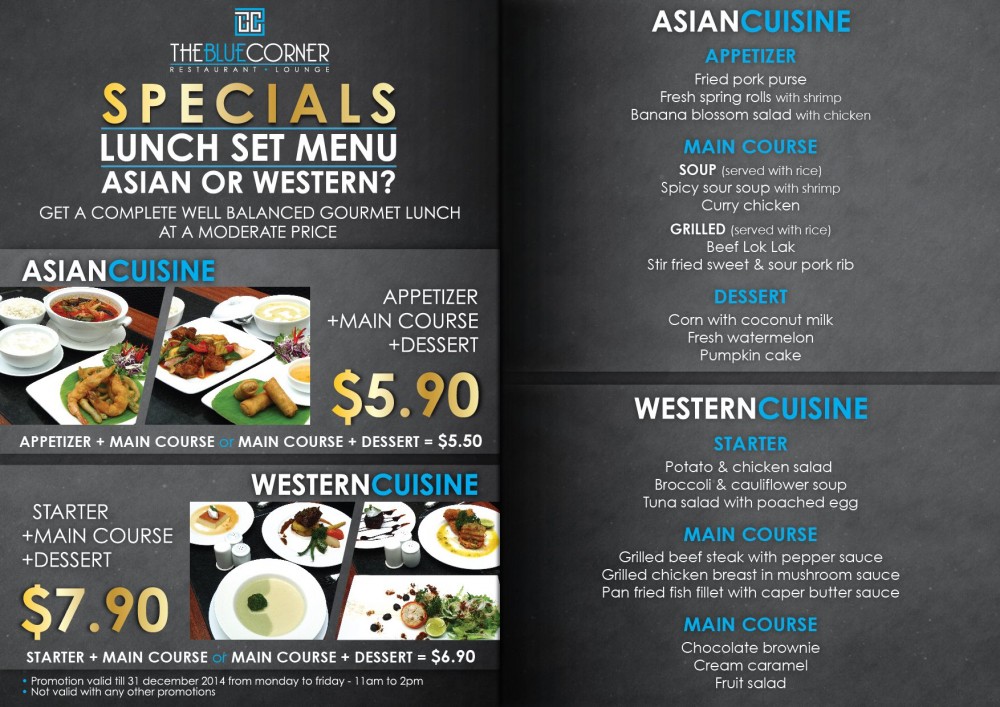 THEBLUECORNER
RESTAURANT • LOUNGE
SPECIALS
LUNCH SET MENU
ASIAN OR WESTERN?
GET A COMPLETE WELL BALANCED GOURMET LUNCH
AT A MODERATE PRICE
ASIANCUISINE
APPETIZER
+MAIN COURSE
+DESSERT
$5.90
APPETIZER + MAIN COURSE or MAIN COURSE + DESSERT = $5.50
WESTERNCUISINE
STARTER
+MAIN COURSE
+DESSERT
$7.90
STARTER + MAIN COURSE or MAIN COURSE + DESSERT = $6.90
• Promotion valid till 31 december 2014 from monday to friday - 11am to 2pm
• Not valid with any other promotions
ASIANCUISINE
APPETIZER
Fried pork purse
Fresh spring rolls with shrimp
Banana blossom salad with chicken
MAIN COURSE
SOUP (served with rice)
Spicy sour soup with shrimp
Curry chicken
GRILLED (served with rice)
Beef Lok Lak
Stir fried sweet & sour pork rib
DESSERT
Corn with coconut milk
Fresh watermelon
Pumpkin cake
WESTERNCUISINE
STARTER
Potato & chicken salad
Broccoli & cauliflower soup
Tuna salad with poached egg
MAIN COURSE
Grilled beef steak with pepper sauce
Grilled chicken breast in mushroom sauce
Pan fried fish fillet with caper butter sauce
MAIN COURSE
Chocolate brownie
Cream caramel
Fruit salad